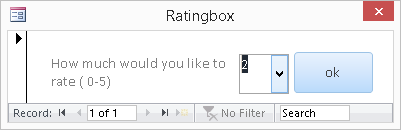 Ratingbox
How much would you like to
rate ( 0-5)
2
ok
Record: 1 of 1 No Filter Search